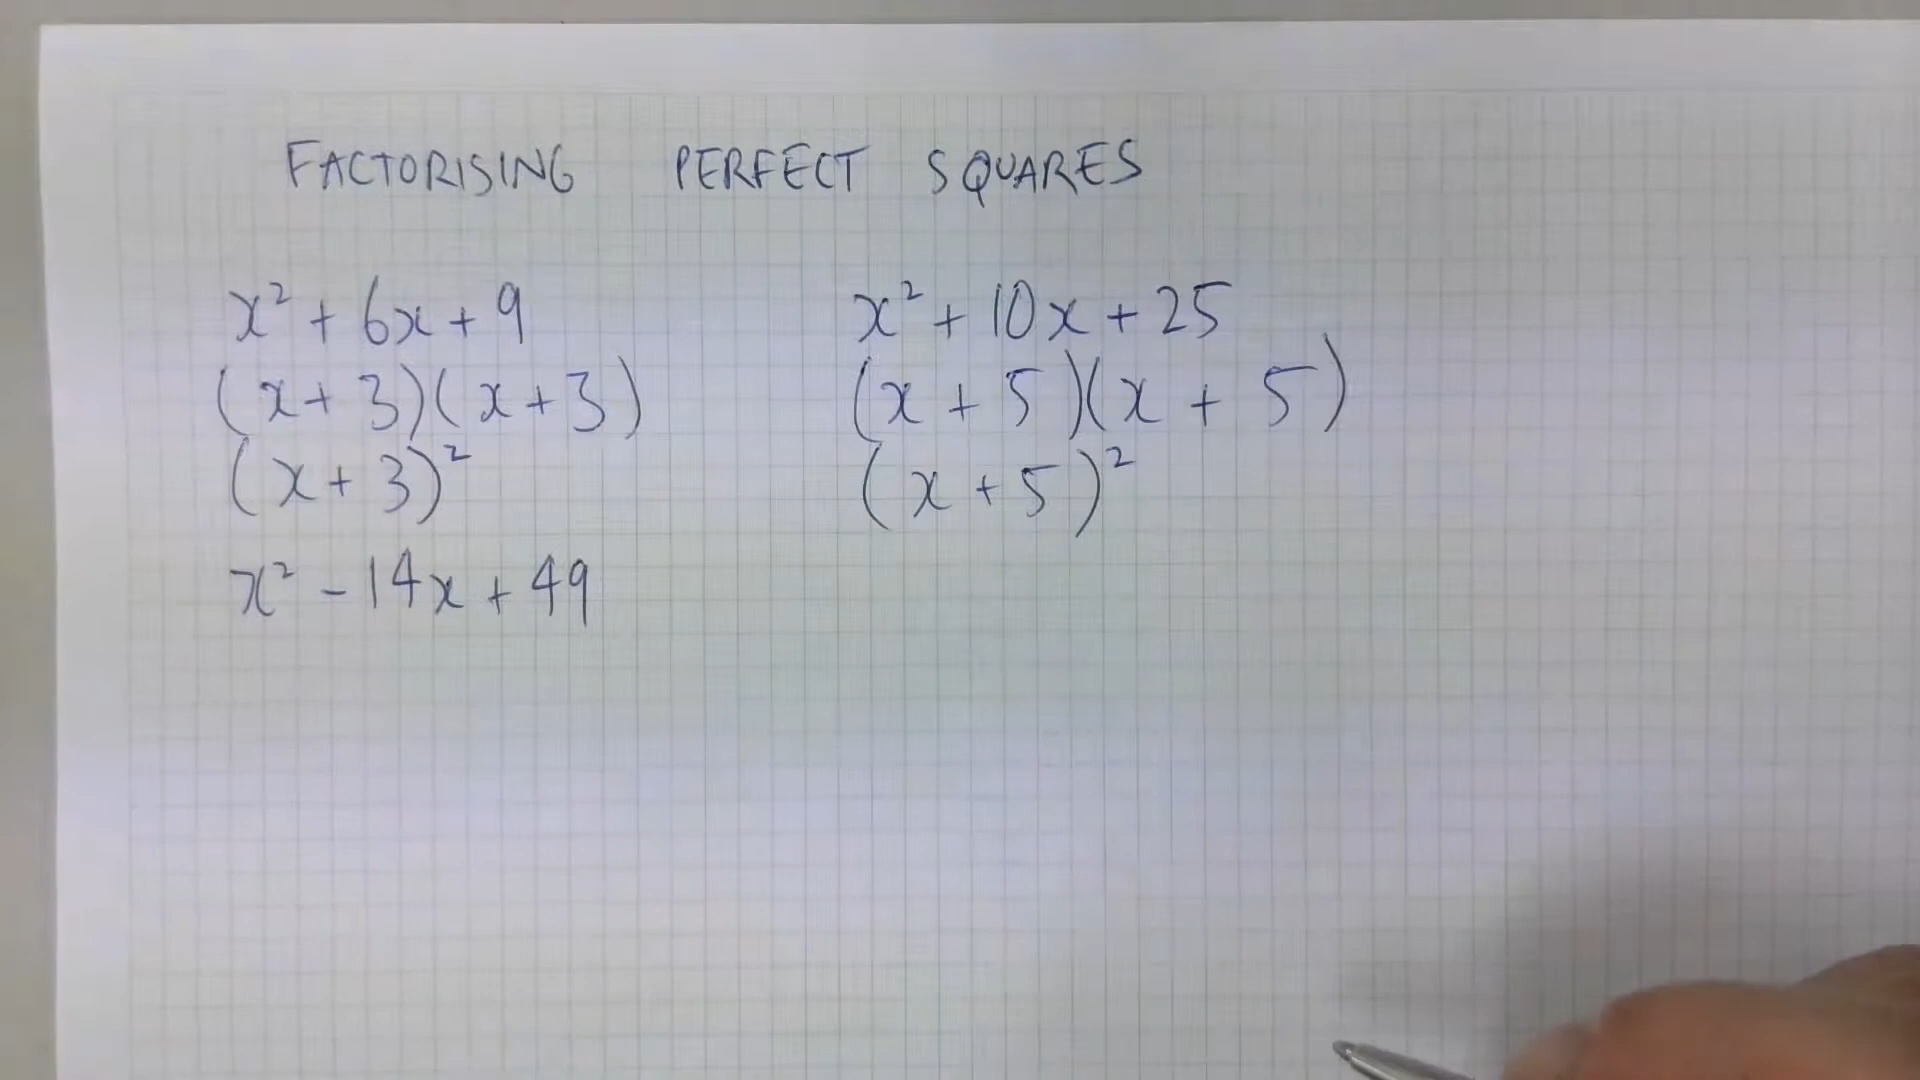 FACTORISING PERFECT SQUARES
x² + 6x + 9
(x + 3)(x + 3)
(x + 3)²
x² - 14x + 49
x² + 10x + 25
(x + 5)(x + 5)
(x + 5)²